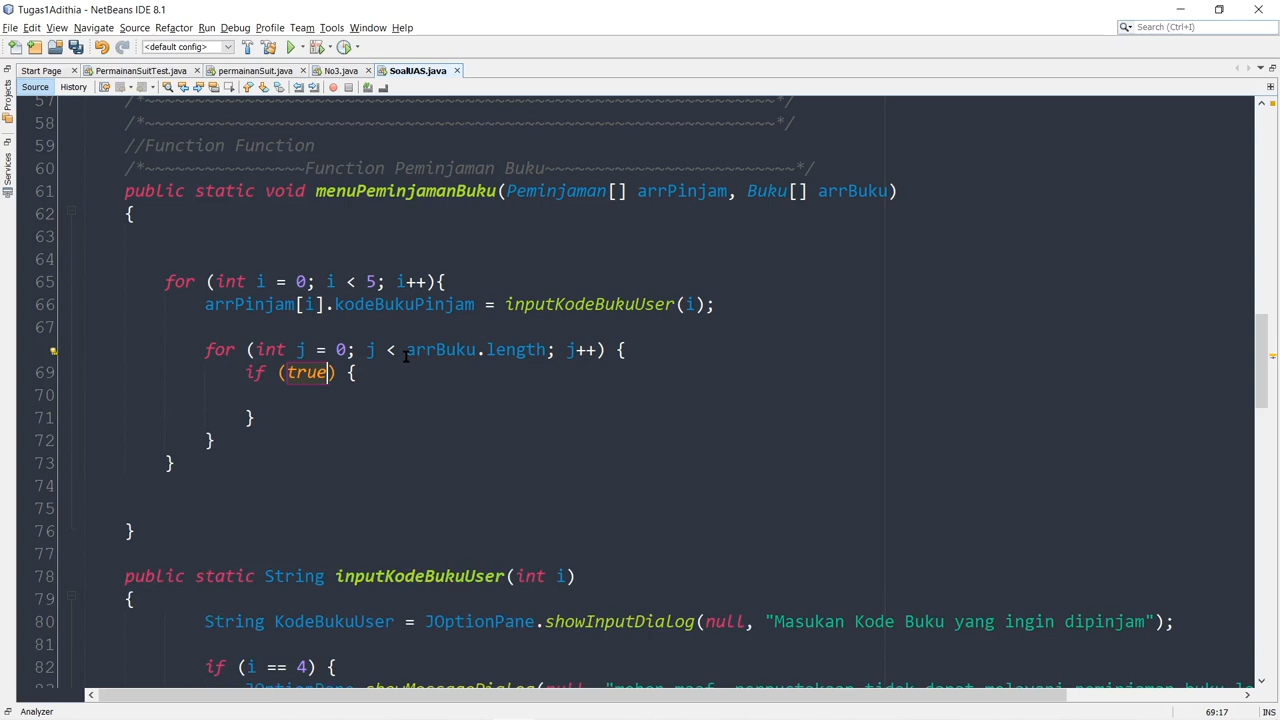 Tugas1Adithia - NetBeans IDE 8.1
File Edit View Navigate Source Refactor Run Debug Profile Team Tools Window Help
Search (Ctrl+I)
<default config>
Start Page PermainanSuitTest.java permainanSuit.java No3.java SoalUAS.java
Source History
Projects
Services
57 /*~~~~~~~~~~~~~~~~~~~~~~~~~~~~~~~~~~~~~~~~~~~~~~~~~~~~~~~~~~~~~~~*/
58 /*~~~~~~~~~~~~~~~~~~~~~~~~~~~~~~~~~~~~~~~~~~~~~~~~~~~~~~~~~~~~~~~*/
59 //Function Function
60 /*~~~~~~~~~~~~~~~~Function Peminjaman Buku~~~~~~~~~~~~~~~~~~~~~~~~~*/
61 public static void menuPeminjamanBuku(Peminjaman[] arrPinjam, Buku[] arrBuku)
62 {
63
64
65 for (int i = 0; i < 5; i++){
66 arrPinjam[i].kodeBukuPinjam = inputKodeBukuUser(i);
67
for (int j = 0; j < arrBuku.length; j++) {
69 if (true) {
70
71 }
72 }
73 }
74
75
76 }
77
78 public static String inputKodeBukuUser(int i)
79 {
80 String KodeBukuUser = JOptionPane.showInputDialog(null, "Masukan Kode Buku yang ingin dipinjam");
81
82 if (i == 4) {
Analyzer 69:17 INS